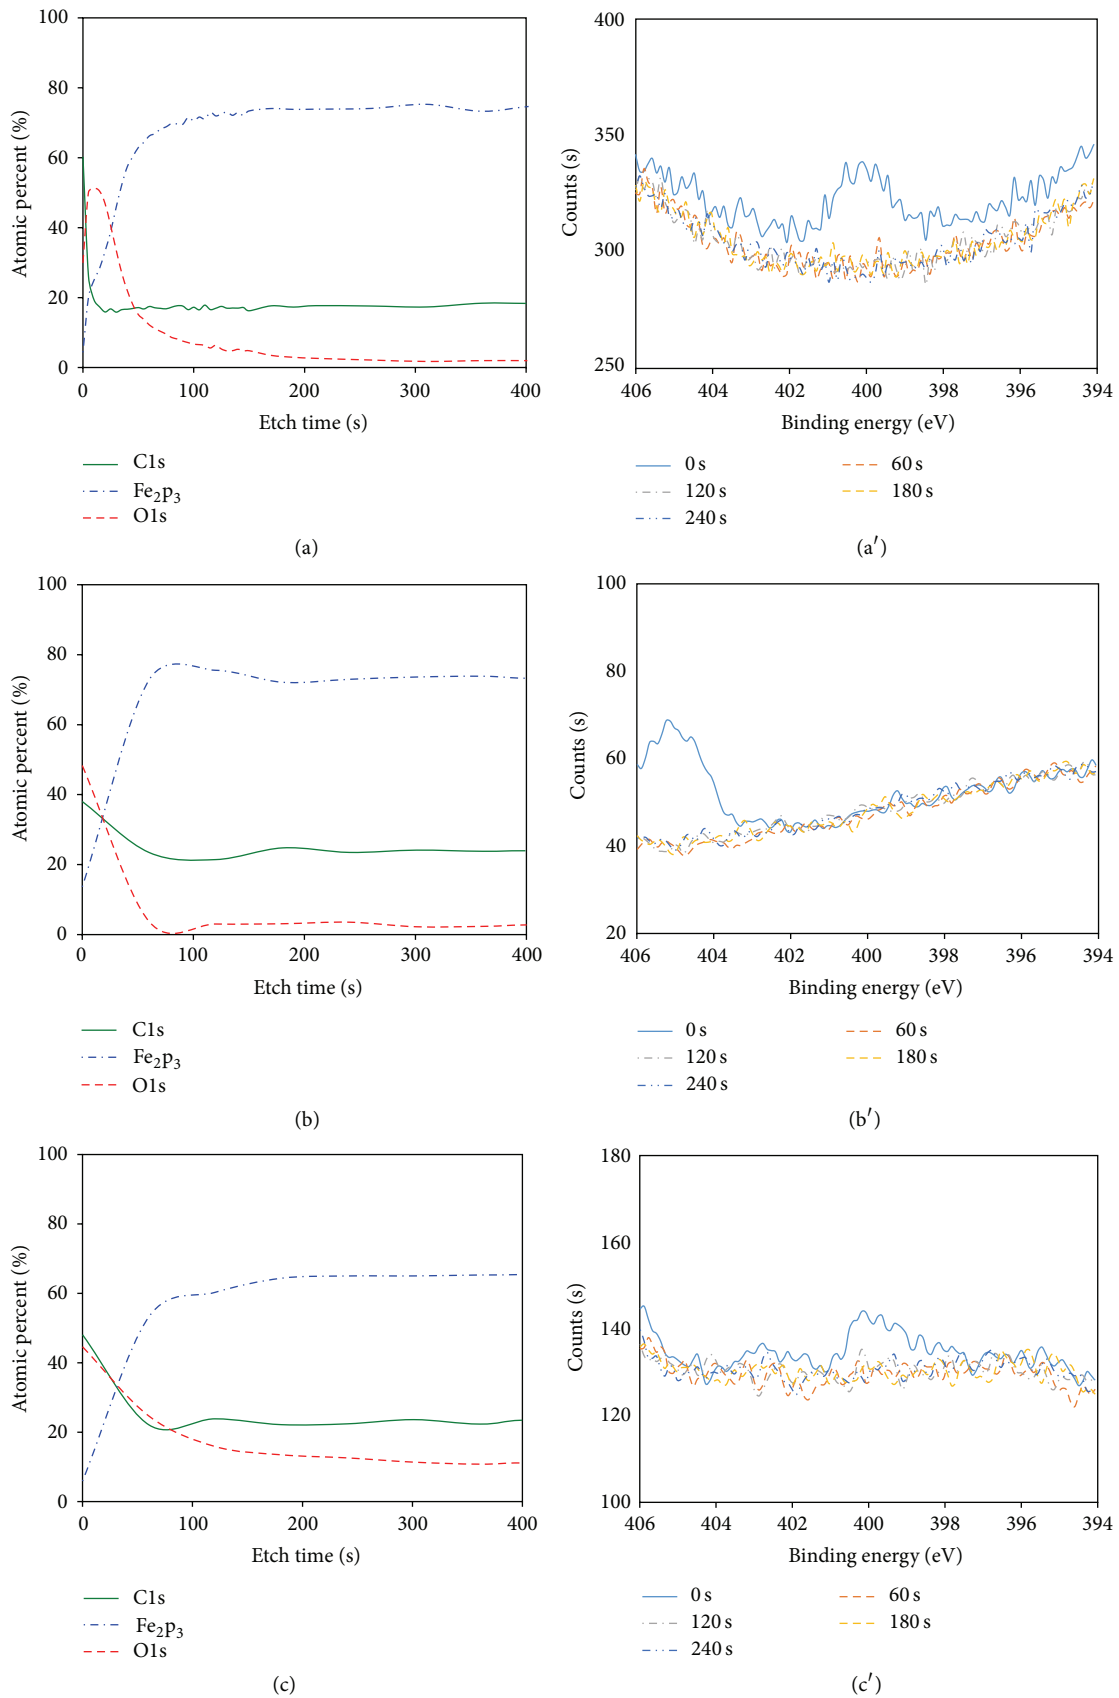 100
80
60
40
20
0
Atomic percent (%)
0 100 200 300 400
Etch time (s)
C1s
Fe₂p₃
O1s
(a)
400
350
300
250
Counts (s)
406 404 402 400 398 396 394
Binding energy (eV)
0 s 60 s
120 s 180 s
240 s
(a′)
100
80
60
40
20
0
Atomic percent (%)
0 100 200 300 400
Etch time (s)
C1s
Fe₂p₃
O1s
(b)
100
80
60
40
20
Counts (s)
406 404 402 400 398 396 394
Binding energy (eV)
0 s 60 s
120 s 180 s
240 s
(b′)
100
80
60
40
20
0
Atomic percent (%)
0 100 200 300 400
Etch time (s)
C1s
Fe₂p₃
O1s
(c)
180
160
140
120
100
Counts (s)
406 404 402 400 398 396 394
Binding energy (eV)
0 s 60 s
120 s 180 s
240 s
(c′)